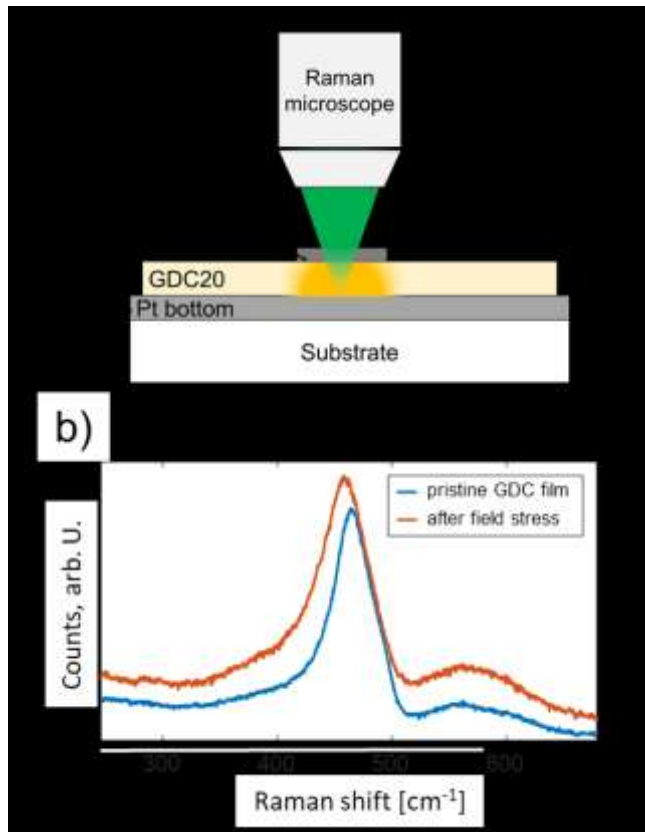 Raman
microscope
GDC20
Pt bottom
Substrate
b)
pristine GDC film
after field stress
Counts, arb. U.
300 400 500 600
Raman shift [cm⁻¹]